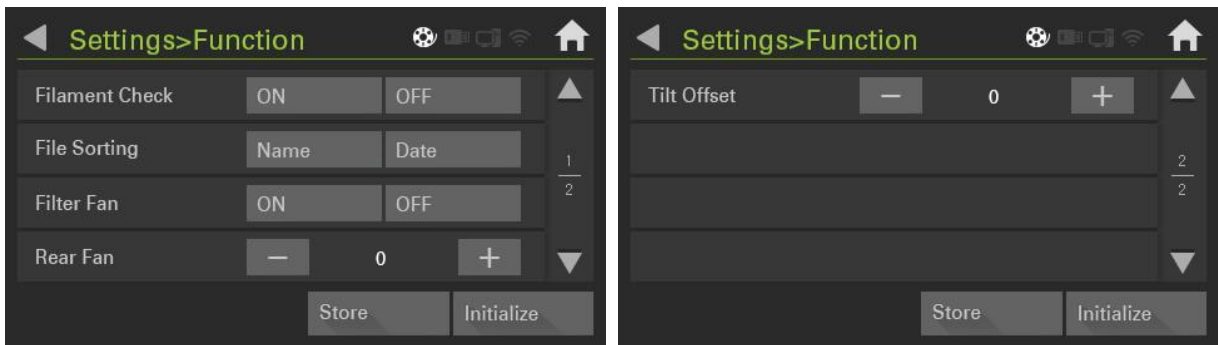 Settings>Function
Filament Check ON OFF
File Sorting Name Date
Filter Fan ON OFF
Rear Fan − 0 +
1
2
Store Initialize
Settings>Function
Tilt Offset − 0 +
2
2
Store Initialize